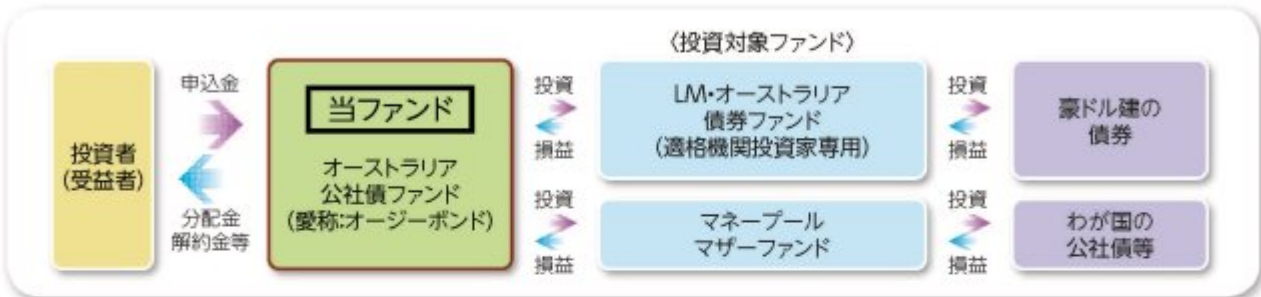 〈投資対象ファンド〉
投資者
(受益者)
申込金
分配金
解約金等
当ファンド
オーストラリア
公社債ファンド
(愛称:オージーボンド)
投資
損益
投資
損益
LM・オーストラリア
債券ファンド
(適格機関投資家専用)
マネープール
マザーファンド
投資
損益
投資
損益
豪ドル建の
債券
わが国の
公社債等